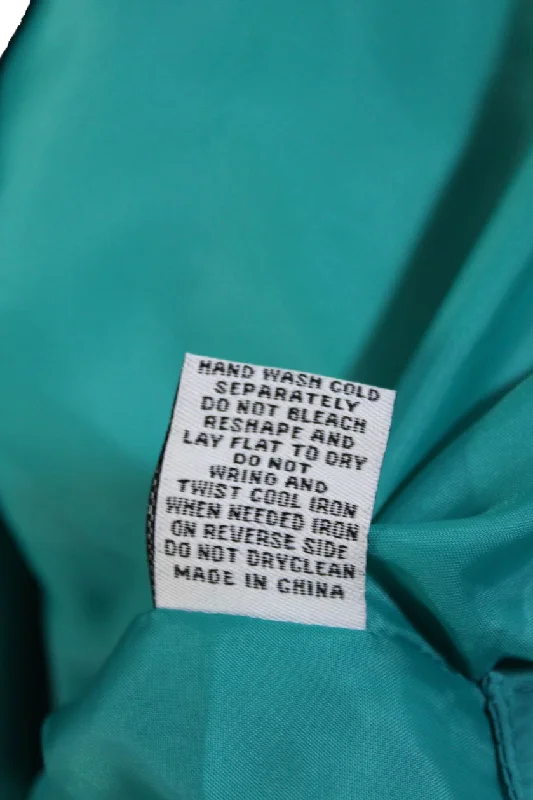 HAND WASH COLD
SEPARATELY
DO NOT BLEACH
RESHAPE AND
LAY FLAT TO DRY
DO NOT
WRING AND
TWIST COOL IRON
WHEN NEEDED IRON
ON REVERSE SIDE
DO NOT DRYCLEAN
MADE IN CHINA